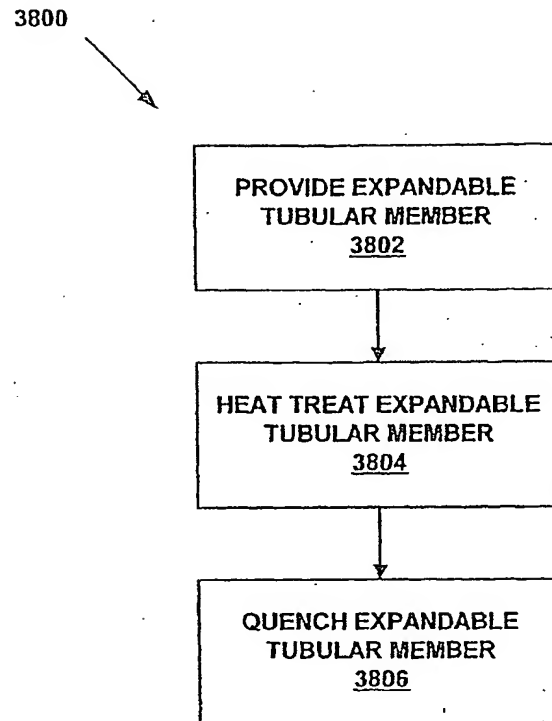 3800
PROVIDE EXPANDABLE
TUBULAR MEMBER
3802
HEAT TREAT EXPANDABLE
TUBULAR MEMBER
3804
QUENCH EXPANDABLE
TUBULAR MEMBER
3806